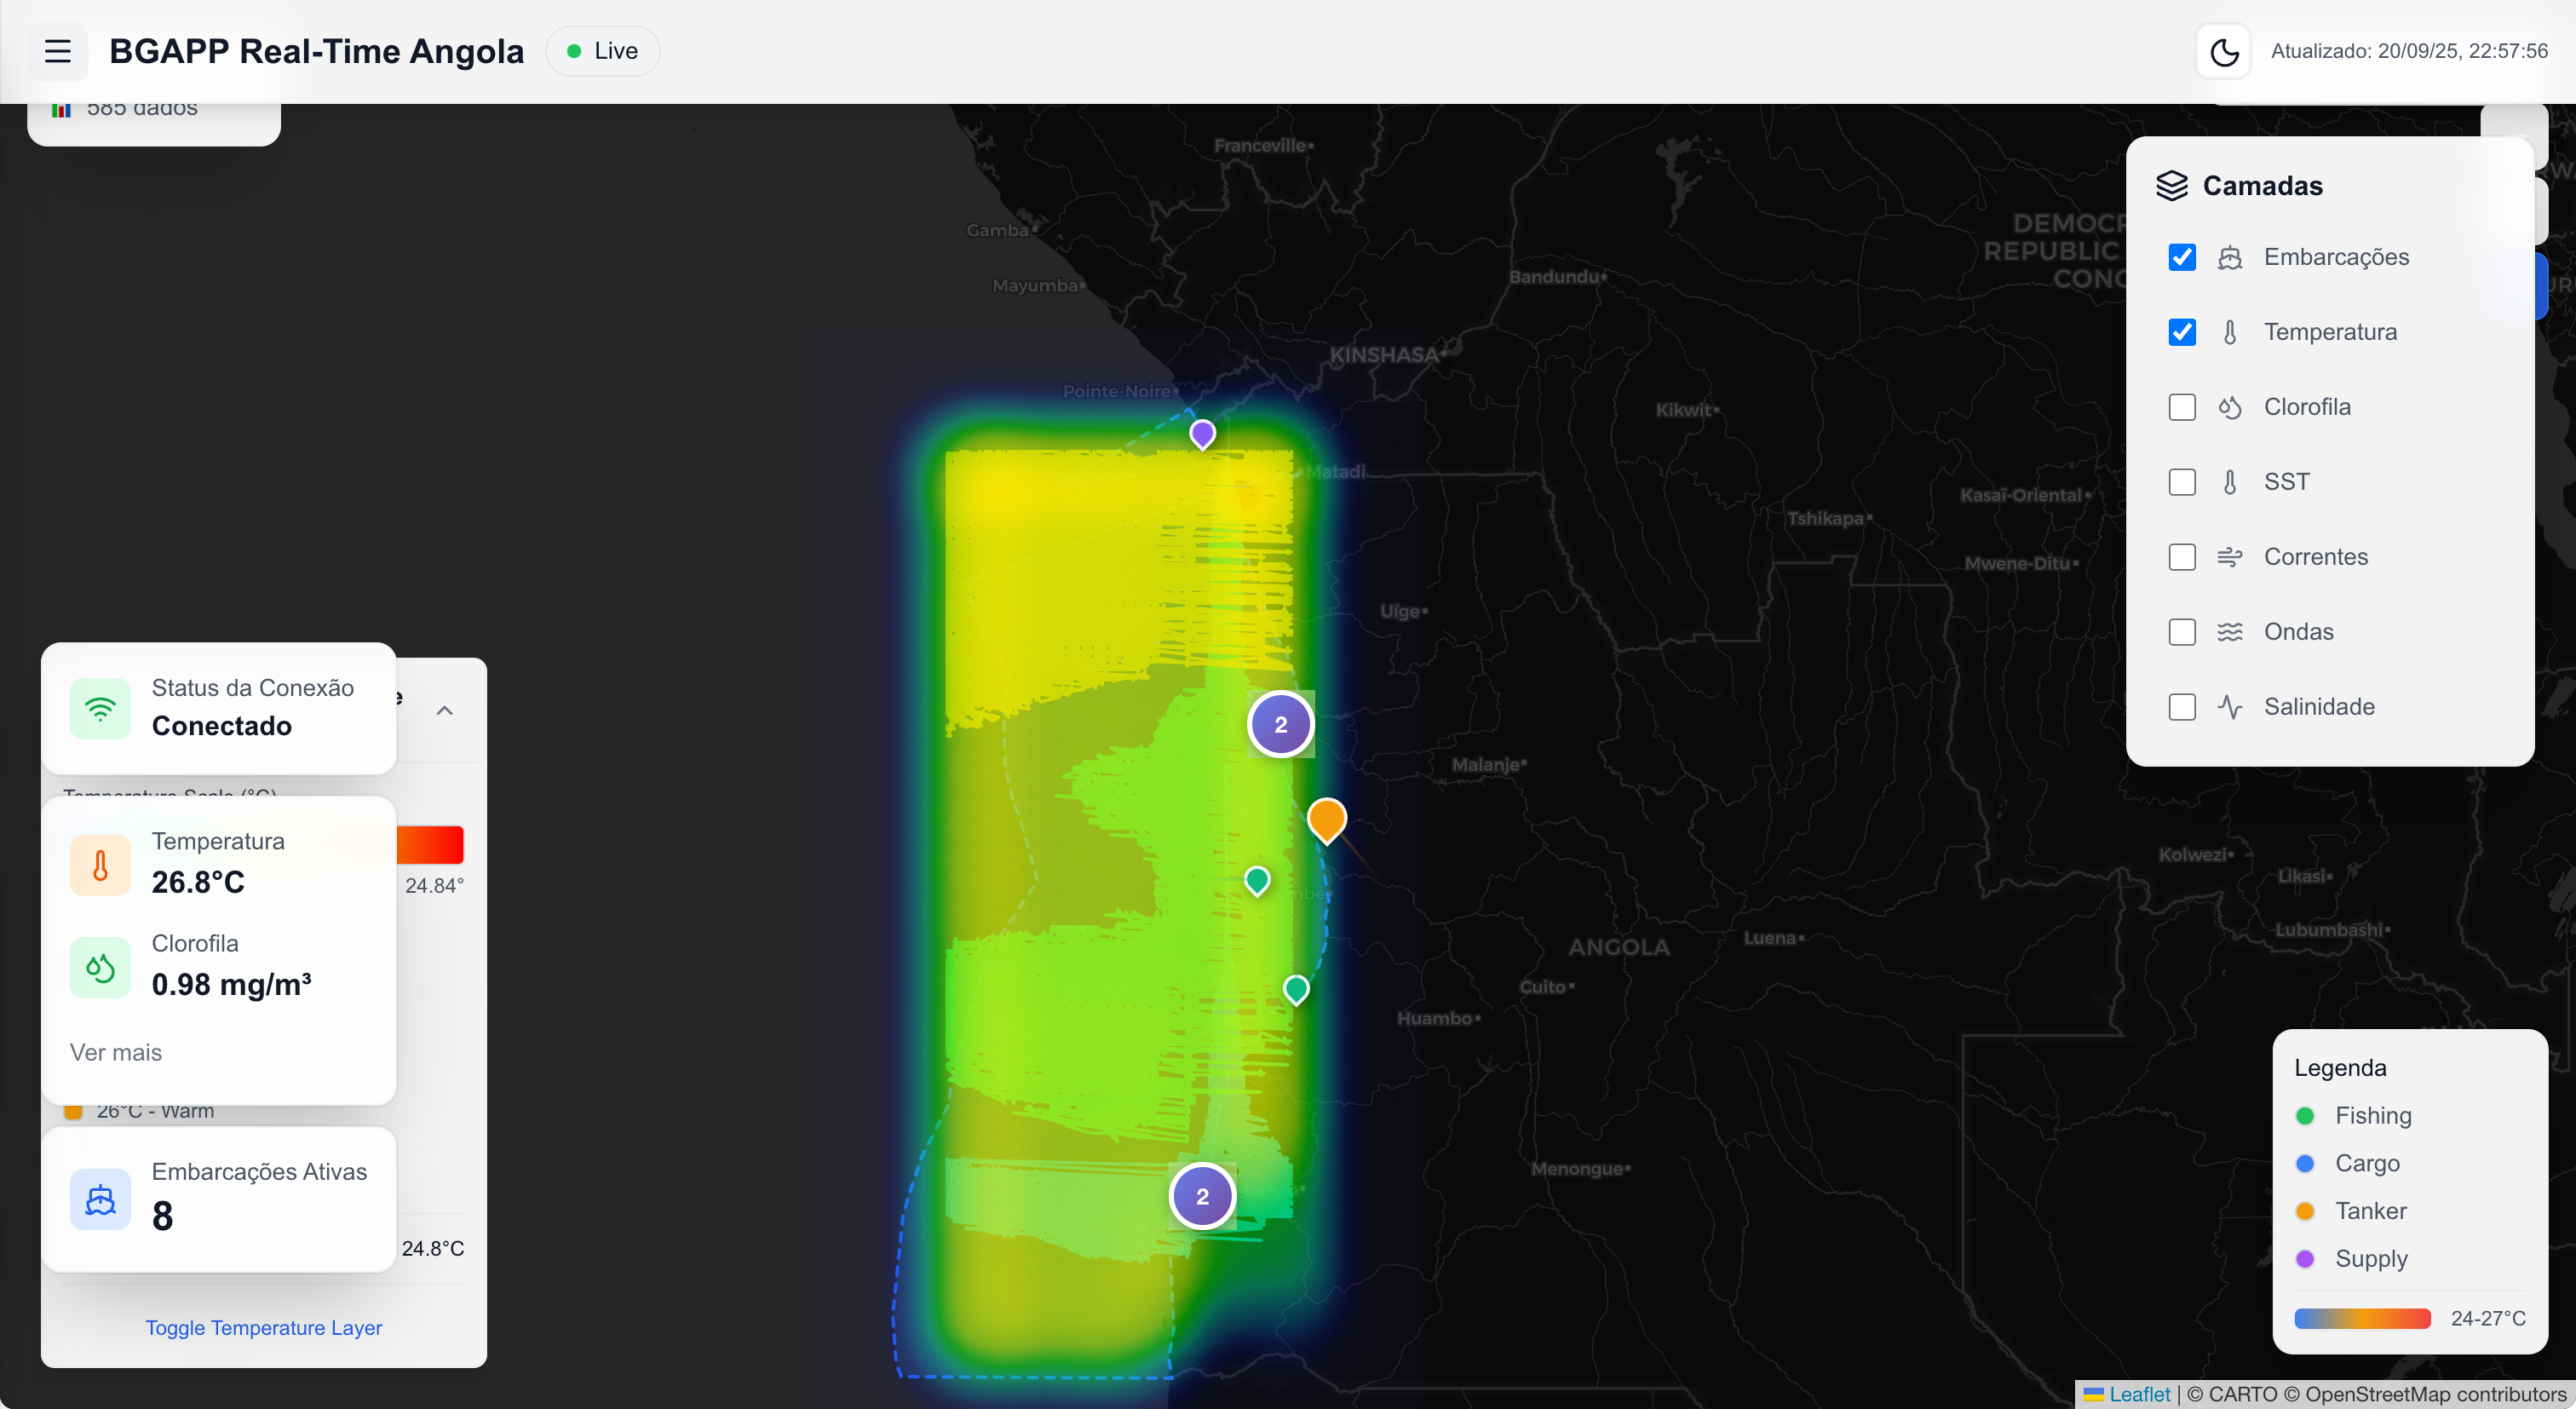 BGAPP Real-Time Angola
Live
Atualizado: 20/09/25, 22:57:56
585 dados
Franceville
Gamba
Mayumba
Bandundu
KINSHASA
Pointe-Noire
Kikwit
Matadi
Kasaï-Oriental
Tshikapa
Mwene-Ditu
Uíge
Malanje
Kolwezi
Likasi
Lubumbashi
ANGOLA
Luena
Cuito
Huambo
Menongue
REPUBLIC
Camadas
Embarcações
Temperatura
Clorofila
SST
Correntes
Ondas
Salinidade
Status da Conexão
Conectado
Temperature Scale (°C)
Temperatura
26.8°C
24.84°
Clorofila
0.98 mg/m³
Ver mais
26°C - Warm
Embarcações Ativas
8
24.8°C
Toggle Temperature Layer
2
2
Legenda
Fishing
Cargo
Tanker
Supply
24-27°C
Leaflet | © CARTO © OpenStreetMap contributors